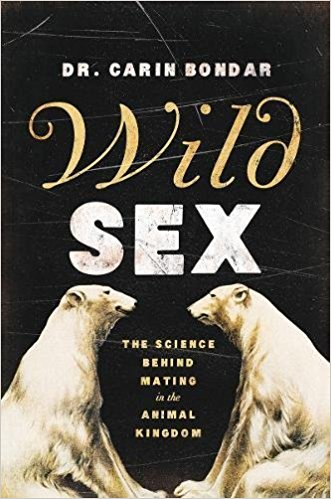 DR. CARIN BONDAR
Wild
SEX
THE SCIENCE
BEHIND
MATING
in the
ANIMAL
KINGDOM